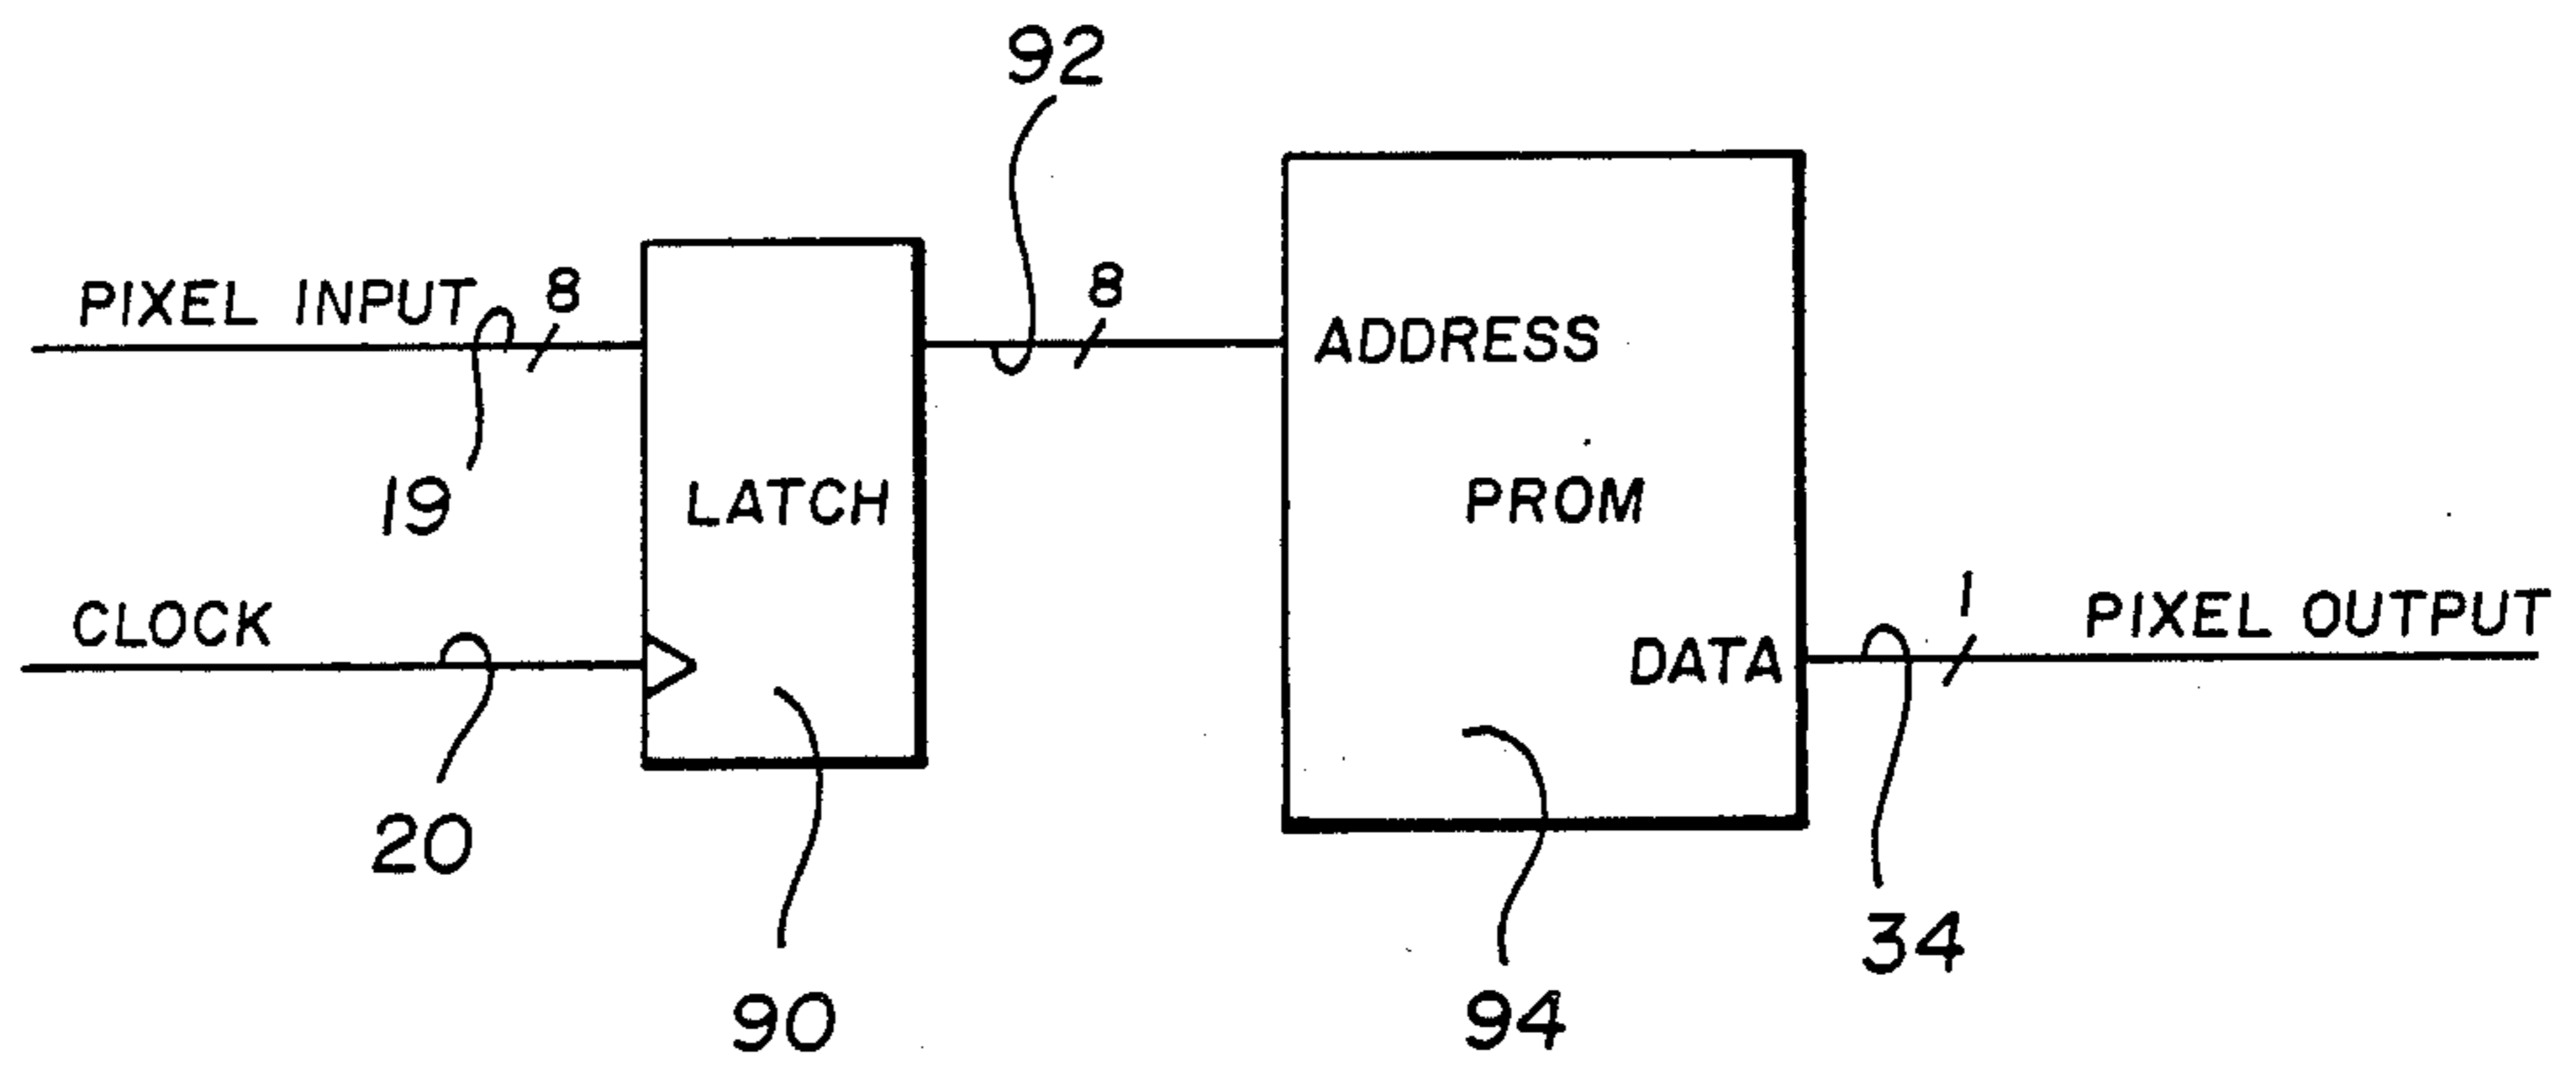 92
PIXEL INPUT
8
8
ADDRESS
19
LATCH
PROM
CLOCK
1
PIXEL OUTPUT
DATA
20
90
94
34